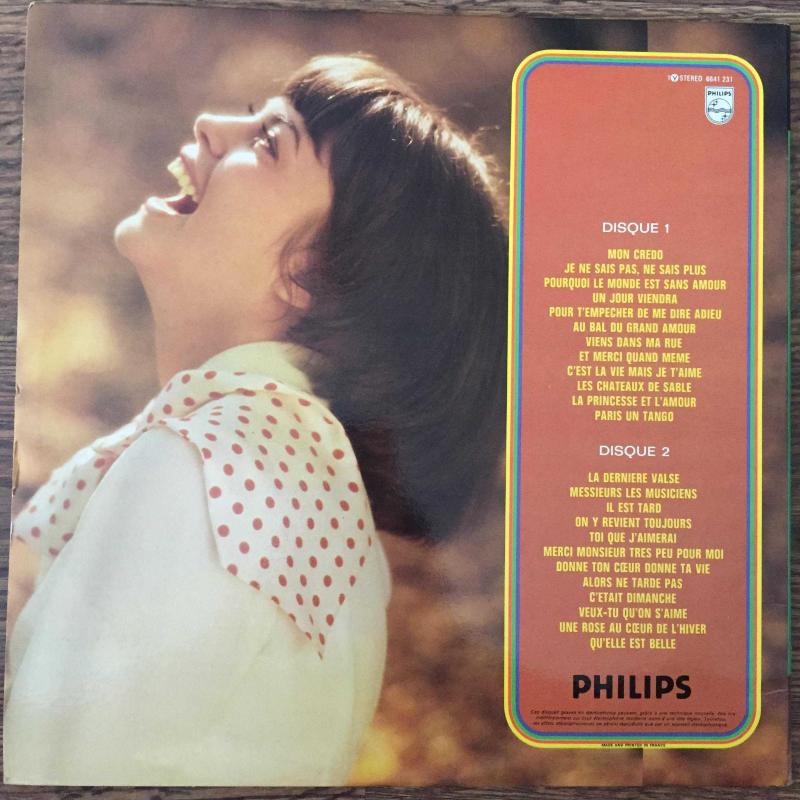 STEREO 6641 231
PHILIPS
DISQUE 1
MON CREDO
JE NE SAIS PAS, NE SAIS PLUS
POURQUOI LE MONDE EST SANS AMOUR
UN JOUR VIENDRA
POUR T'EMPECHER DE ME DIRE ADIEU
AU BAL DU GRAND AMOUR
VIENS DANS MA RUE
ET MERCI QUAND MEME
C'EST LA VIE MAIS JE T'AIME
LES CHATEAUX DE SABLE
LA PRINCESSE ET L'AMOUR
PARIS UN TANGO
DISQUE 2
LA DERNIERE VALSE
MESSIEURS LES MUSICIENS
IL EST TARD
ON Y REVIENT TOUJOURS
TOI QUE J'AIMERAI
MERCI MONSIEUR TRES PEU POUR MOI
DONNE TON CŒUR DONNE TA VIE
ALORS NE TARDE PAS
C'ETAIT DIMANCHE
VEUX-TU QU'ON S'AIME
UNE ROSE AU CŒUR DE L'HIVER
QU'ELLE EST BELLE
PHILIPS
MADE AND PRINTED IN FRANCE